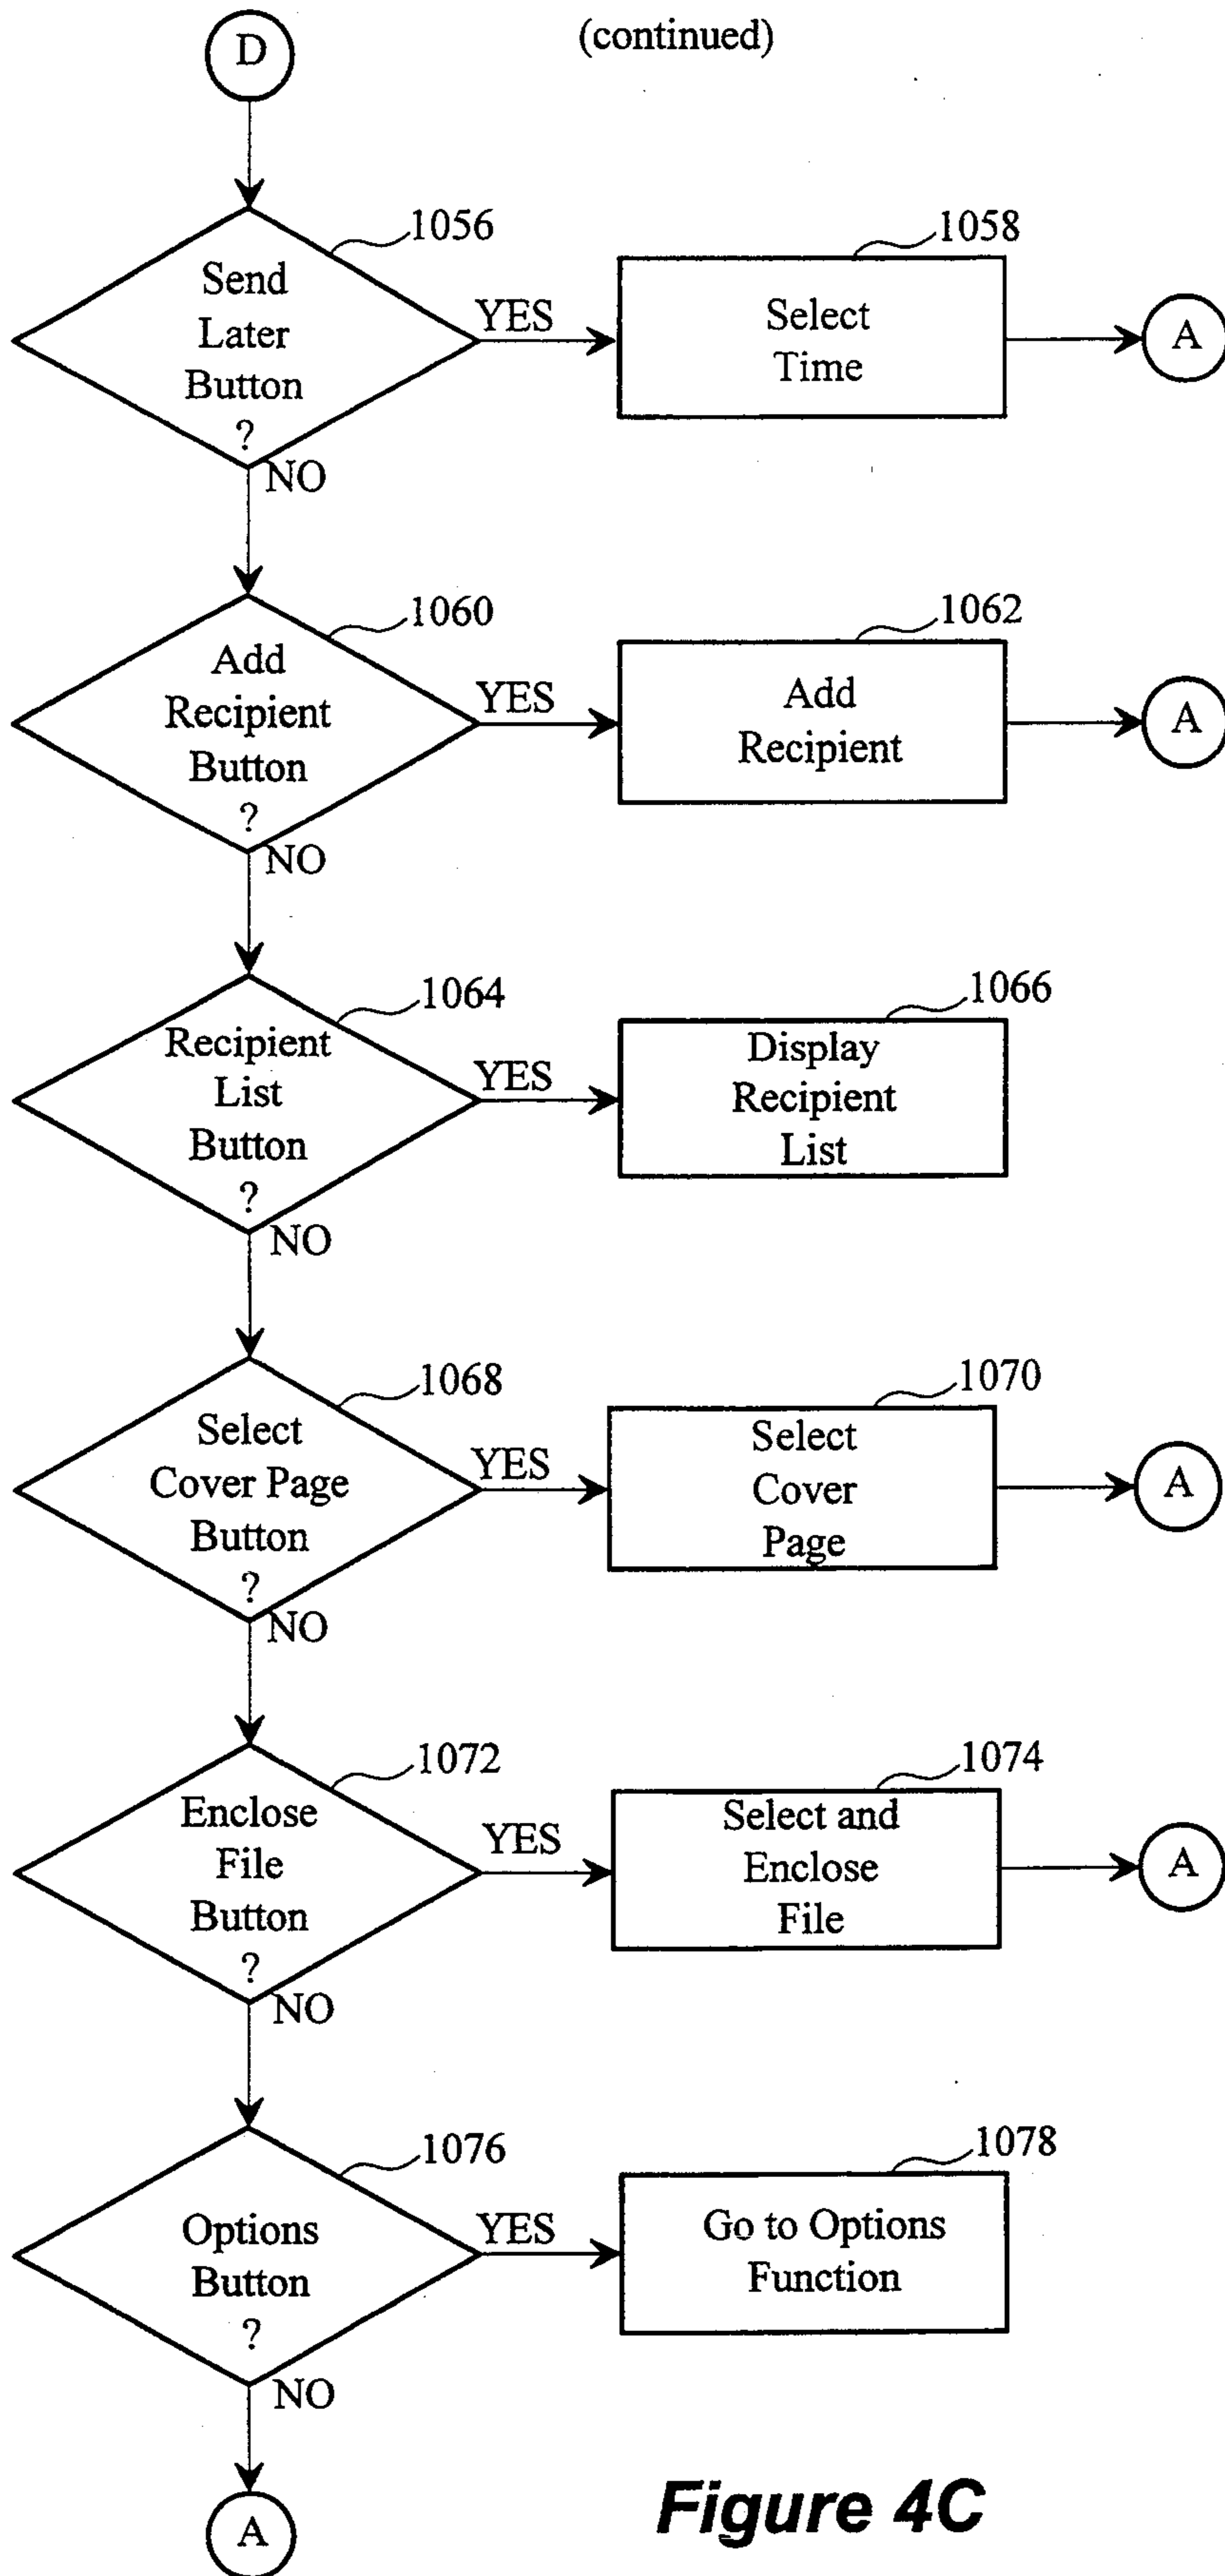 D
(continued)
1056
Send
Later
Button
?
YES
NO
1058
Select
Time
A
1060
Add
Recipient
Button
?
YES
NO
1062
Add
Recipient
A
1064
Recipient
List
Button
?
YES
NO
1066
Display
Recipient
List
1068
Select
Cover Page
Button
?
YES
NO
1070
Select
Cover
Page
A
1072
Enclose
File
Button
?
YES
NO
1074
Select and
Enclose
File
A
1076
Options
Button
?
YES
NO
1078
Go to Options
Function
A
Figure 4C